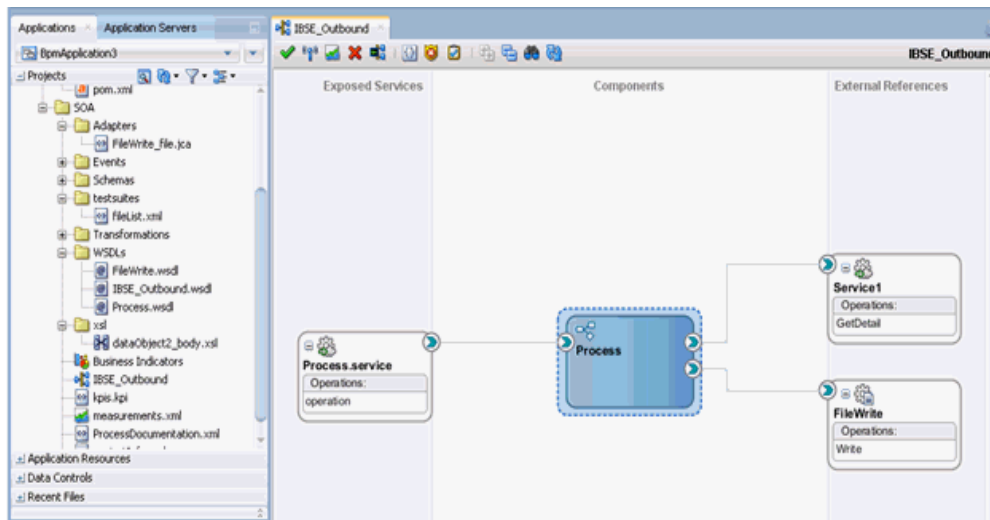 Applications
Application Servers
IBSE_Outbound
BpmApplication3
IBSE_Outboun
Projects
pom.xml
SOA
Adapters
FileWrite_file.jca
Events
Schemas
testsuites
fileList.xml
Transformations
WSDLs
FileWrite.wsdl
IBSE_Outbound.wsdl
Process.wsdl
xsl
dataObject2_body.xsl
Business Indicators
IBSE_Outbound
kpis.kpi
measurements.xml
ProcessDocumentation.xml
Application Resources
Data Controls
Recent Files
Exposed Services
Components
External References
Process.service
Operations:
operation
Process
Service1
Operations:
GetDetail
FileWrite
Operations:
Write